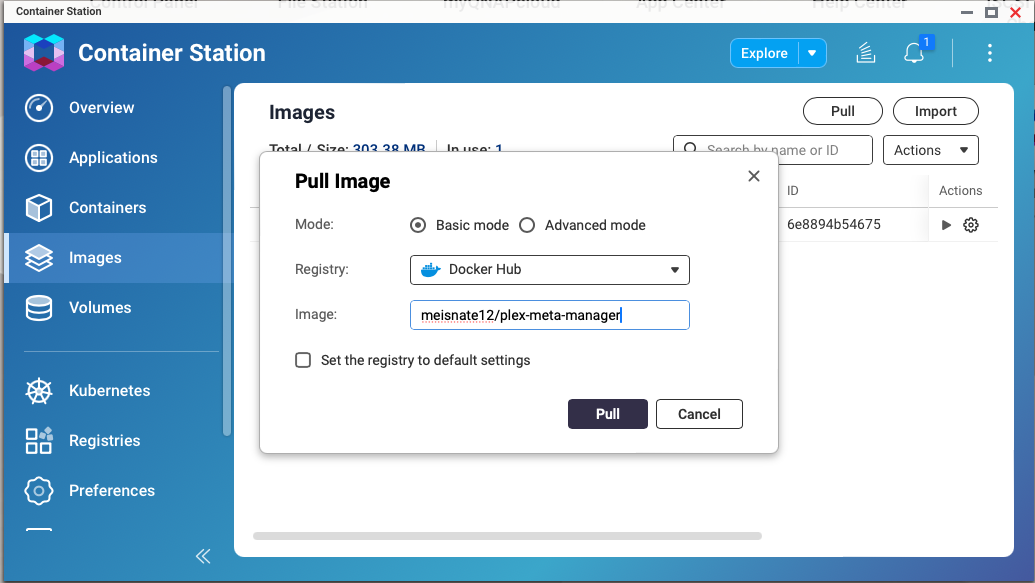 Container Station
Container Station
Explore
1
Overview
Applications
Containers
Images
Volumes
Kubernetes
Registries
Preferences
Images
Pull
Import
Total / Size: 303.38 MB
In use: 1
Search by name or ID
Actions
ID
Actions
6e8894b54675
Pull Image
Mode:
Basic mode
Advanced mode
Registry:
Docker Hub
Image:
meisnate12/plex-meta-manager
Set the registry to default settings
Pull
Cancel